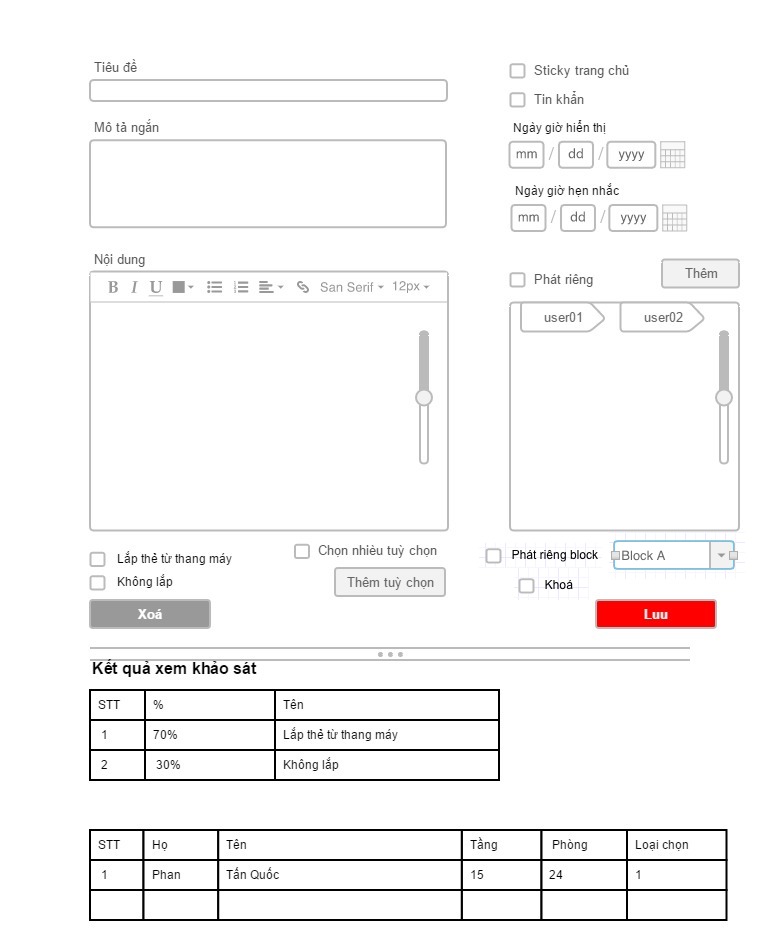 Tiêu đề
Sticky trang chủ
Tin khẩn
Mô tả ngắn
Ngày giờ hiển thị
mm / dd / yyyy
Ngày giờ hẹn nhắc
mm / dd / yyyy
Nội dung
B I U San Serif 12px
Phát riêng
Thêm
user01 user02
Lắp thẻ từ thang máy
Không lắp
Chọn nhièu tuỳ chọn
Thêm tuỳ chọn
Phát riêng block
Block A
Khoá
Xoá
Luu
Kết quả xem khảo sát
STT % Tên
1 70% Lắp thẻ từ thang máy
2 30% Không lắp
STT Họ Tên Tầng Phòng Loại chọn
1 Phan Tấn Quốc 15 24 1